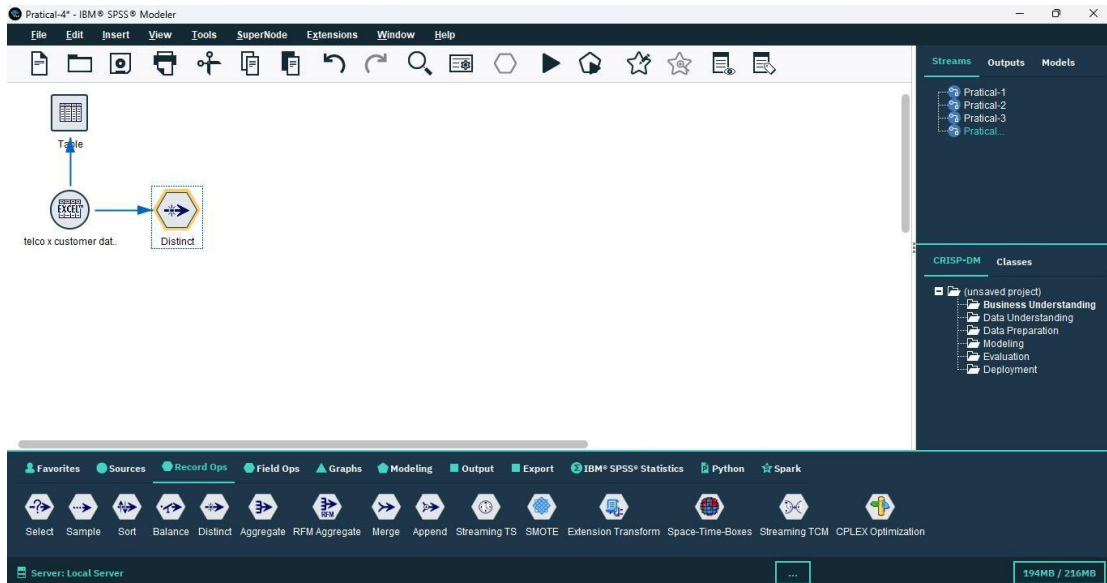 Pratical-4* - IBM® SPSS® Modeler
File Edit Insert View Tools SuperNode Extensions Window Help
Streams Outputs Models
Pratical-1
Pratical-2
Pratical-3
Pratical...
Table
EXCEL™
telco x customer dat..
Distinct
CRISP-DM Classes
(unsaved project)
Business Understanding
Data Understanding
Data Preparation
Modeling
Evaluation
Deployment
Favorites Sources Record Ops Field Ops Graphs Modeling Output Export IBM® SPSS® Statistics Python Spark
RFM
Select Sample Sort Balance Distinct Aggregate RFM Aggregate Merge Append Streaming TS SMOTE Extension Transform Space-Time-Boxes Streaming TCM CPLEX Optimization
Server: Local Server ... 194MB / 216MB